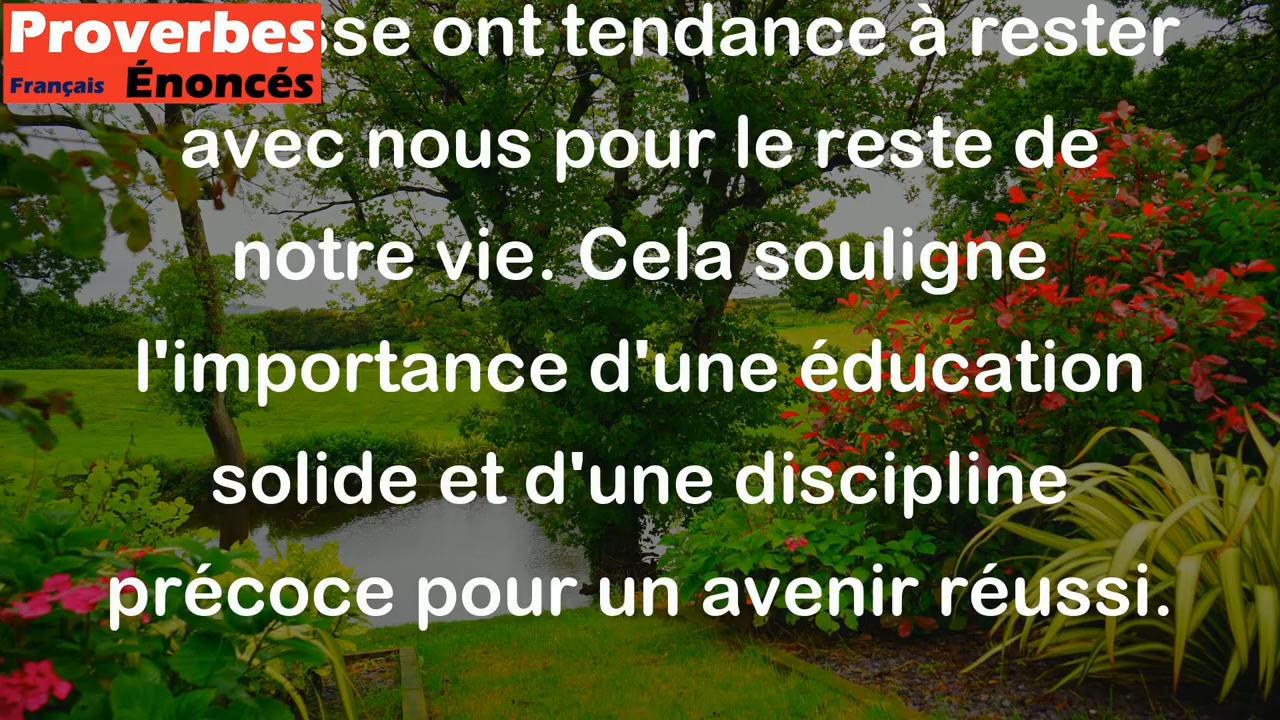 Proverbes
Français Énoncés
sse ont tendance à rester
avec nous pour le reste de
notre vie. Cela souligne
l'importance d'une éducation
solide et d'une discipline
précoce pour un avenir réussi.